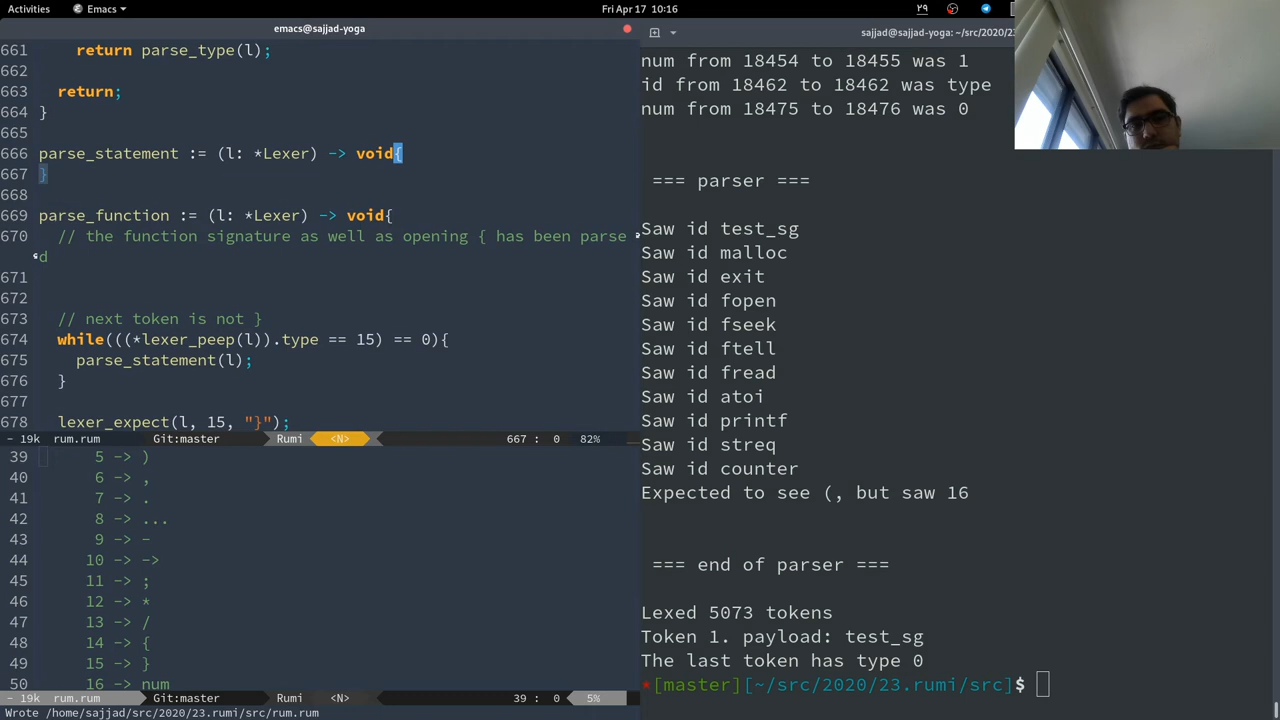 Activities
Emacs
Fri Apr 17 10:16
۲۹
emacs@sajjad-yoga
661 return parse_type(l);
662
663 return;
664 }
665
666 parse_statement := (l: *Lexer) -> void{
667 }
668
669 parse_function := (l: *Lexer) -> void{
670 // the function signature as well as opening { has been parse
d
671
672
673 // next token is not }
674 while(((*lexer_peep(l)).type == 15) == 0){
675 parse_statement(l);
676 }
677
678 lexer_expect(l, 15, "}");
- 19k rum.rum Git:master Rumi <N> 667 : 0 82%
39 5 -> )
40 6 -> ,
41 7 -> .
42 8 -> ...
43 9 -> -
44 10 -> ->
45 11 -> ;
46 12 -> *
47 13 -> /
48 14 -> {
49 15 -> }
50 16 -> num
- 19k rum.rum Git:master Rumi <N> 39 : 0 5%
Wrote /home/sajjad/src/2020/23.rumi/src/rum.rum
sajjad@sajjad-yoga: ~/src/2020/23
num from 18454 to 18455 was 1
id from 18462 to 18462 was type
num from 18475 to 18476 was 0
=== parser ===
Saw id test_sg
Saw id malloc
Saw id exit
Saw id fopen
Saw id fseek
Saw id ftell
Saw id fread
Saw id atoi
Saw id printf
Saw id streq
Saw id counter
Expected to see (, but saw 16
=== end of parser ===
Lexed 5073 tokens
Token 1. payload: test_sg
The last token has type 0
*[master][~/src/2020/23.rumi/src]$